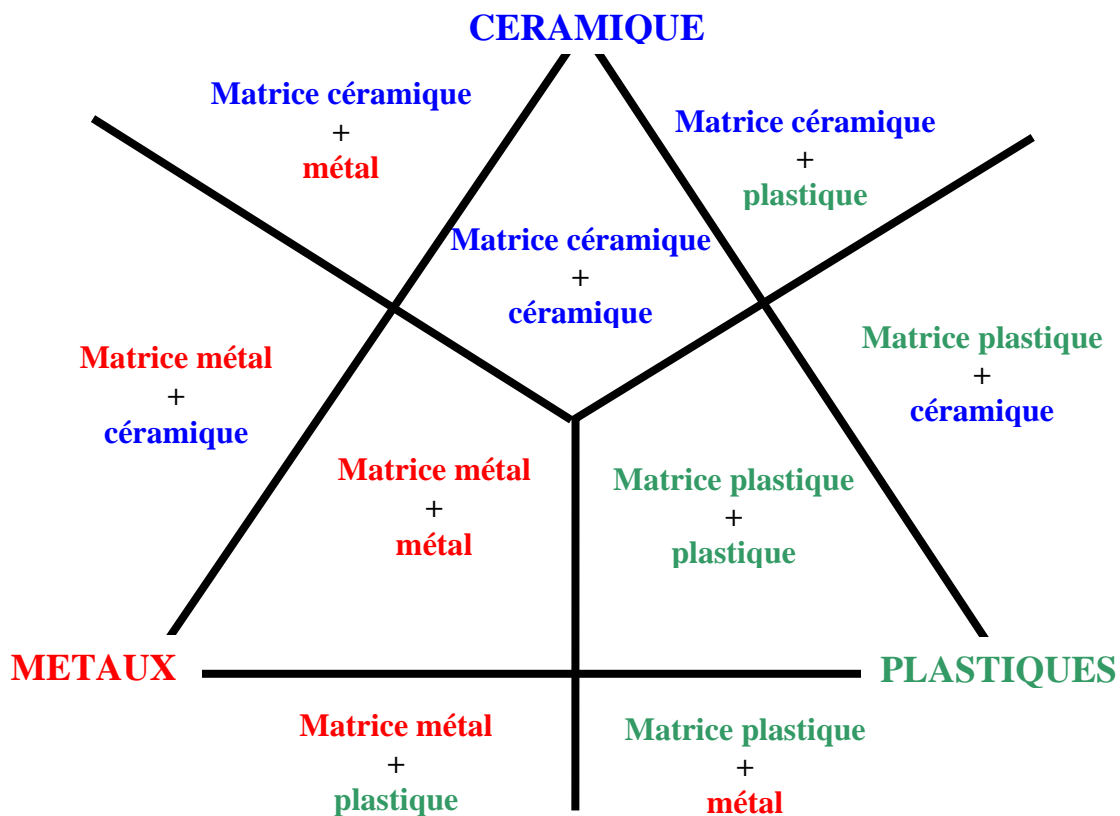 CERAMIQUE
Matrice céramique
+
métal
Matrice céramique
+
plastique
Matrice céramique
+
céramique
Matrice métal
+
céramique
Matrice plastique
+
céramique
Matrice métal
+
métal
Matrice plastique
+
plastique
METAUX
PLASTIQUES
Matrice métal
+
plastique
Matrice plastique
+
métal